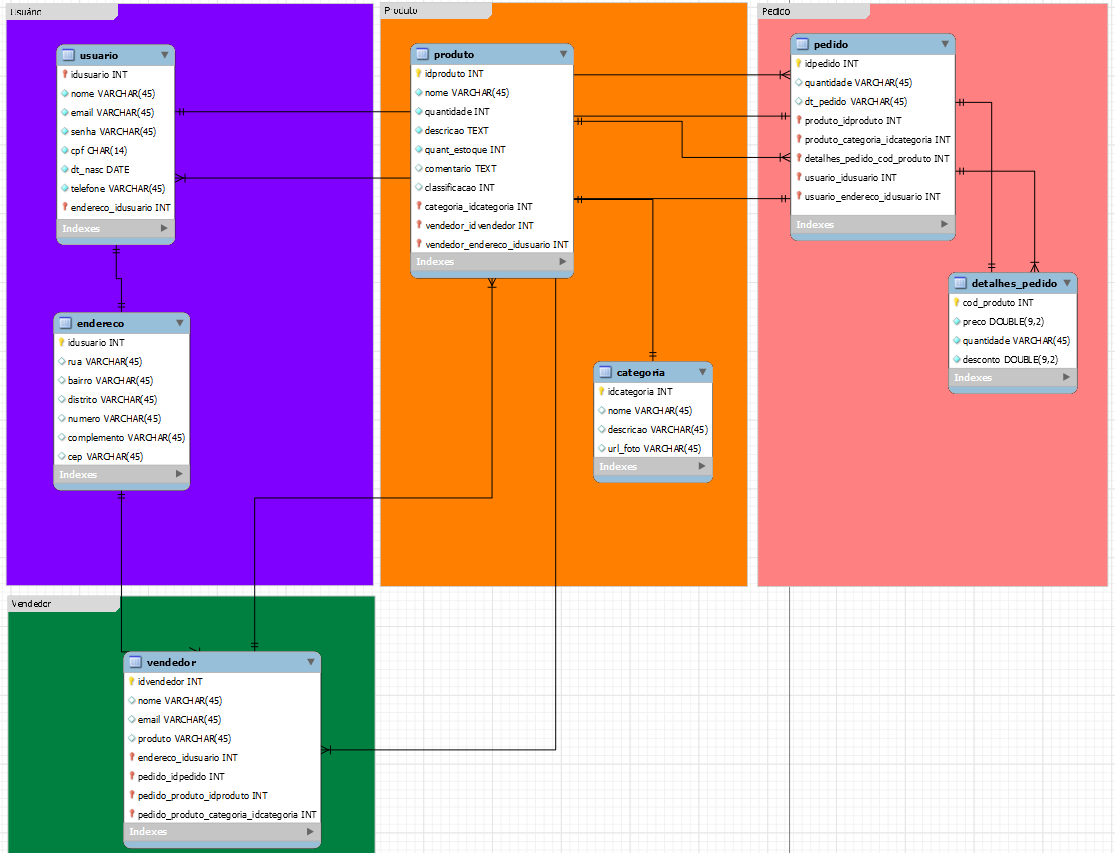 Usuário
usuario
idusuario INT
nome VARCHAR(45)
email VARCHAR(45)
senha VARCHAR(45)
cpf CHAR(14)
dt_nasc DATE
telefone VARCHAR(45)
endereco_idusuario INT
Indexes
endereco
idusuario INT
rua VARCHAR(45)
bairro VARCHAR(45)
distrito VARCHAR(45)
numero VARCHAR(45)
complemento VARCHAR(45)
cep VARCHAR(45)
Indexes
Produto
produto
idproduto INT
nome VARCHAR(45)
quantidade INT
descricao TEXT
quant_estoque INT
comentario TEXT
classificacao INT
categoria_idcategoria INT
vendedor_idvendedor INT
vendedor_endereco_idusuario INT
Indexes
categoria
idcategoria INT
nome VARCHAR(45)
descricao VARCHAR(45)
url_foto VARCHAR(45)
Indexes
Pedico
pedido
idpedido INT
quantidade VARCHAR(45)
dt_pedido VARCHAR(45)
produto_idproduto INT
produto_categoria_idcategoria INT
detalhes_pedido_cod_produto INT
usuario_idusuario INT
usuario_endereco_idusuario INT
Indexes
detalhes_pedido
cod_produto INT
preco DOUBLE(9,2)
quantidade VARCHAR(45)
desconto DOUBLE(9,2)
Indexes
Vendedor
vendedor
idvendedor INT
nome VARCHAR(45)
email VARCHAR(45)
produto VARCHAR(45)
endereco_idusuario INT
pedido_idpedido INT
pedido_produto_idproduto INT
pedido_produto_categoria_idcategoria INT
Indexes